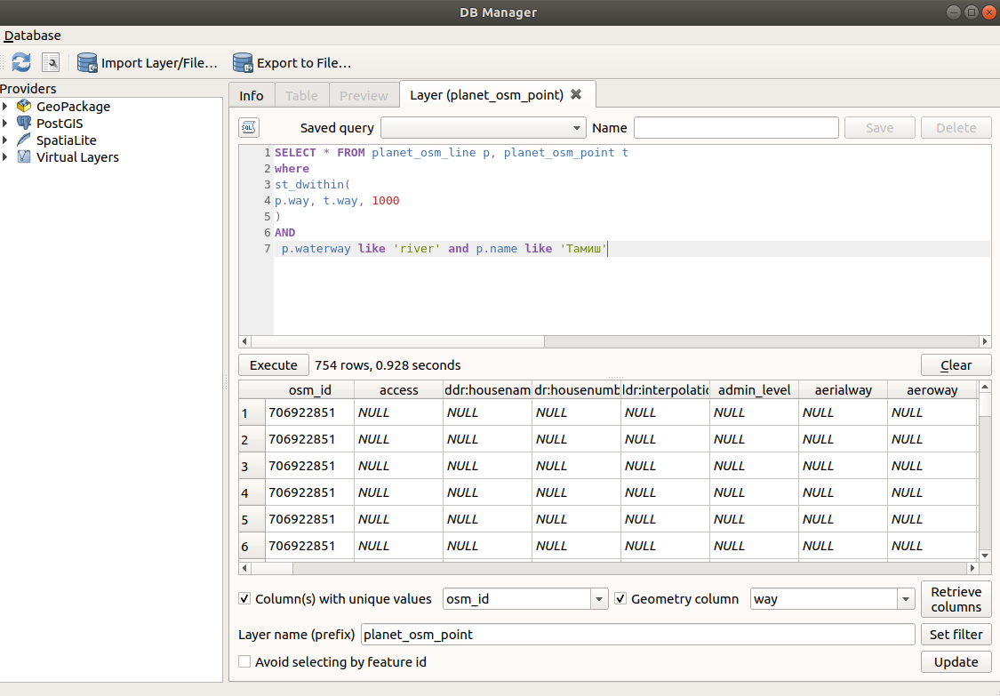 DB Manager
Database
Import Layer/File...
Export to File...
Providers
GeoPackage
PostGIS
SpatiaLite
Virtual Layers
Info
Table
Preview
Layer (planet_osm_point)
SQL
Saved query
Name
Save
Delete
1 SELECT * FROM planet_osm_line p, planet_osm_point t
2 where
3 st_dwithin(
4 p.way, t.way, 1000
5 )
6 AND
7 p.waterway like 'river' and p.name like 'Тамиш'
Execute
754 rows, 0.928 seconds
Clear
osm_id access ddr:housenam dr:housenumb ldr:interpolatic admin_level aerialway aeroway
1 706922851 NULL NULL NULL NULL NULL NULL NULL
2 706922851 NULL NULL NULL NULL NULL NULL NULL
3 706922851 NULL NULL NULL NULL NULL NULL NULL
4 706922851 NULL NULL NULL NULL NULL NULL NULL
5 706922851 NULL NULL NULL NULL NULL NULL NULL
6 706922851 NULL NULL NULL NULL NULL NULL NULL
Column(s) with unique values
osm_id
Geometry column
way
Retrieve
columns
Layer name (prefix)
planet_osm_point
Set filter
Avoid selecting by feature id
Update